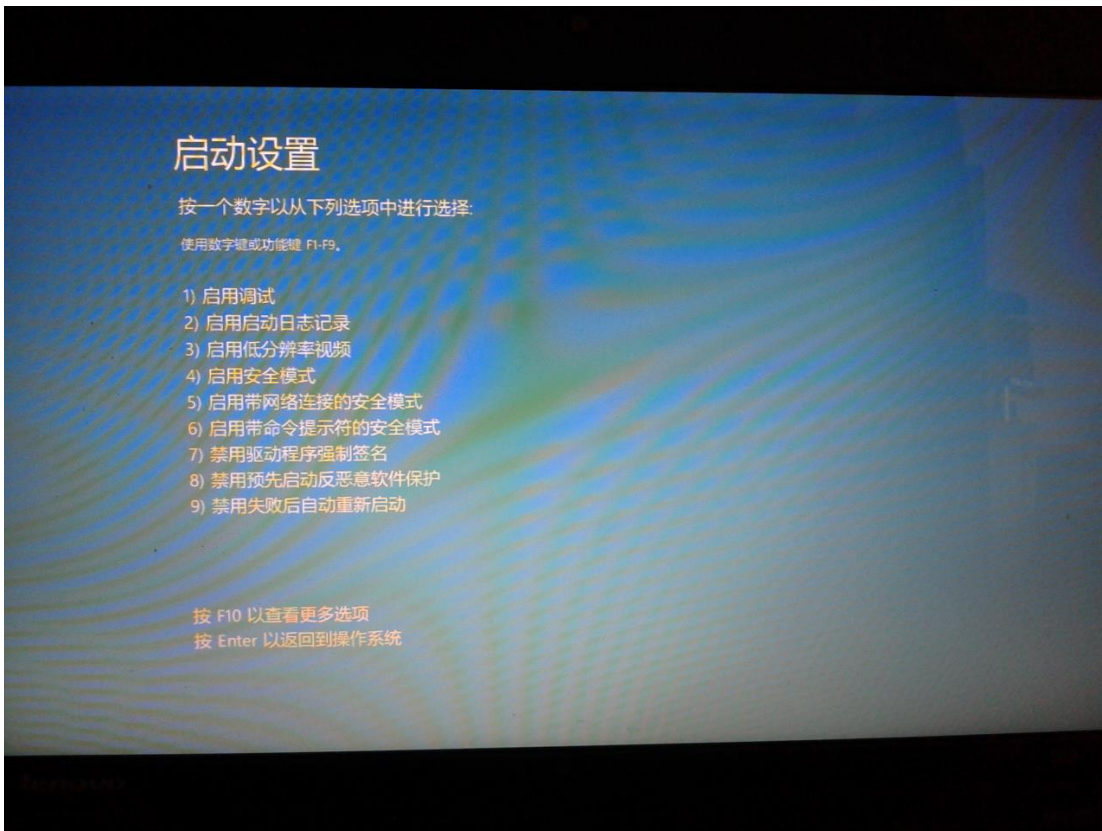 启动设置
按一个数字以从下列选项中进行选择:
使用数字键或功能键 F1-F9。
1) 启用调试
2) 启用启动日志记录
3) 启用低分辨率视频
4) 启用安全模式
5) 启用带网络连接的安全模式
6) 启用带命令提示符的安全模式
7) 禁用驱动程序强制签名
8) 禁用预先启动反恶意软件保护
9) 禁用失败后自动重新启动
按 F10 以查看更多选项
按 Enter 以返回到操作系统
lenovo